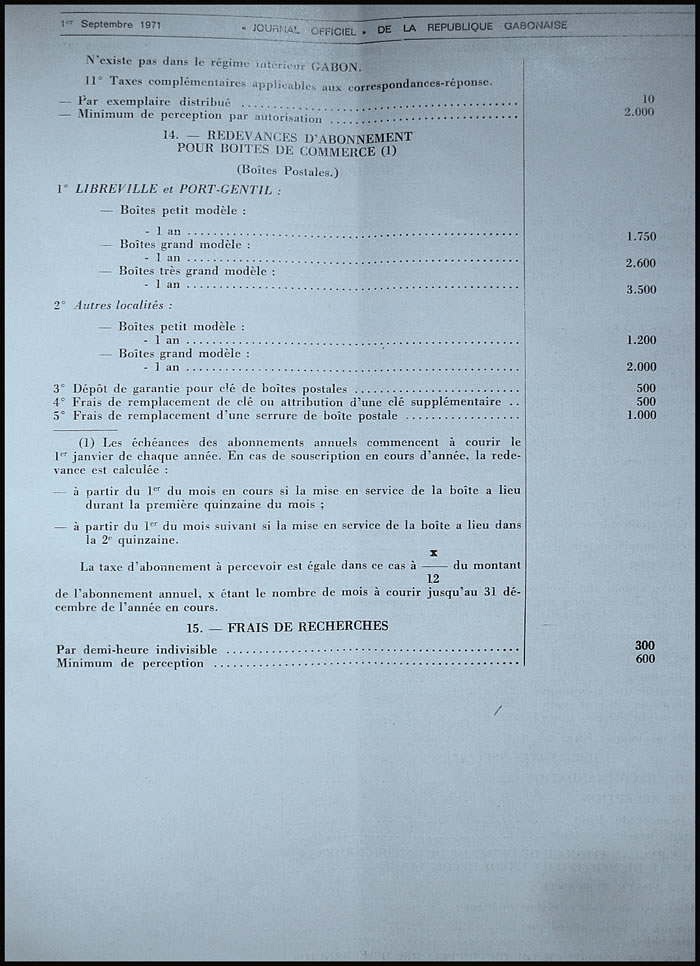 1er Septembre 1971 « JOURNAL OFFICIEL » DE LA REPUBLIQUE GABONAISE
N'existe pas dans le régime intérieur GABON.
11° Taxes complémentaires applicables aux correspondances-réponse.
— Par exemplaire distribué ........................................ 10
— Minimum de perception par autorisation ........................ 2.000
14. — REDEVANCES D'ABONNEMENT
POUR BOITES DE COMMERCE (1)
(Boîtes Postales.)
1° LIBREVILLE et PORT-GENTIL :
— Boîtes petit modèle :
- 1 an ........................................ 1.750
— Boîtes grand modèle :
- 1 an ........................................ 2.600
— Boîtes très grand modèle :
- 1 an ........................................ 3.500
2° Autres localités :
— Boîtes petit modèle :
- 1 an ........................................ 1.200
— Boîtes grand modèle :
- 1 an ........................................ 2.000
3° Dépôt de garantie pour clé de boîtes postales ...................... 500
4° Frais de remplacement de clé ou attribution d'une clé supplémentaire .. 500
5° Frais de remplacement d'une serrure de boîte postale .................. 1.000
(1) Les échéances des abonnements annuels commencent à courir le
1er janvier de chaque année. En cas de souscription en cours d'année, la rede-
vance est calculée :
— à partir du 1er du mois en cours si la mise en service de la boîte a lieu
durant la première quinzaine du mois ;
— à partir du 1er du mois suivant si la mise en service de la boîte a lieu dans
la 2e quinzaine.
x
La taxe d'abonnement à percevoir est égale dans ce cas à —— du montant
12
de l'abonnement annuel, x étant le nombre de mois à courir jusqu'au 31 dé-
cembre de l'année en cours.
15. — FRAIS DE RECHERCHES
Par demi-heure indivisible ........................................ 300
Minimum de perception ........................................ 600